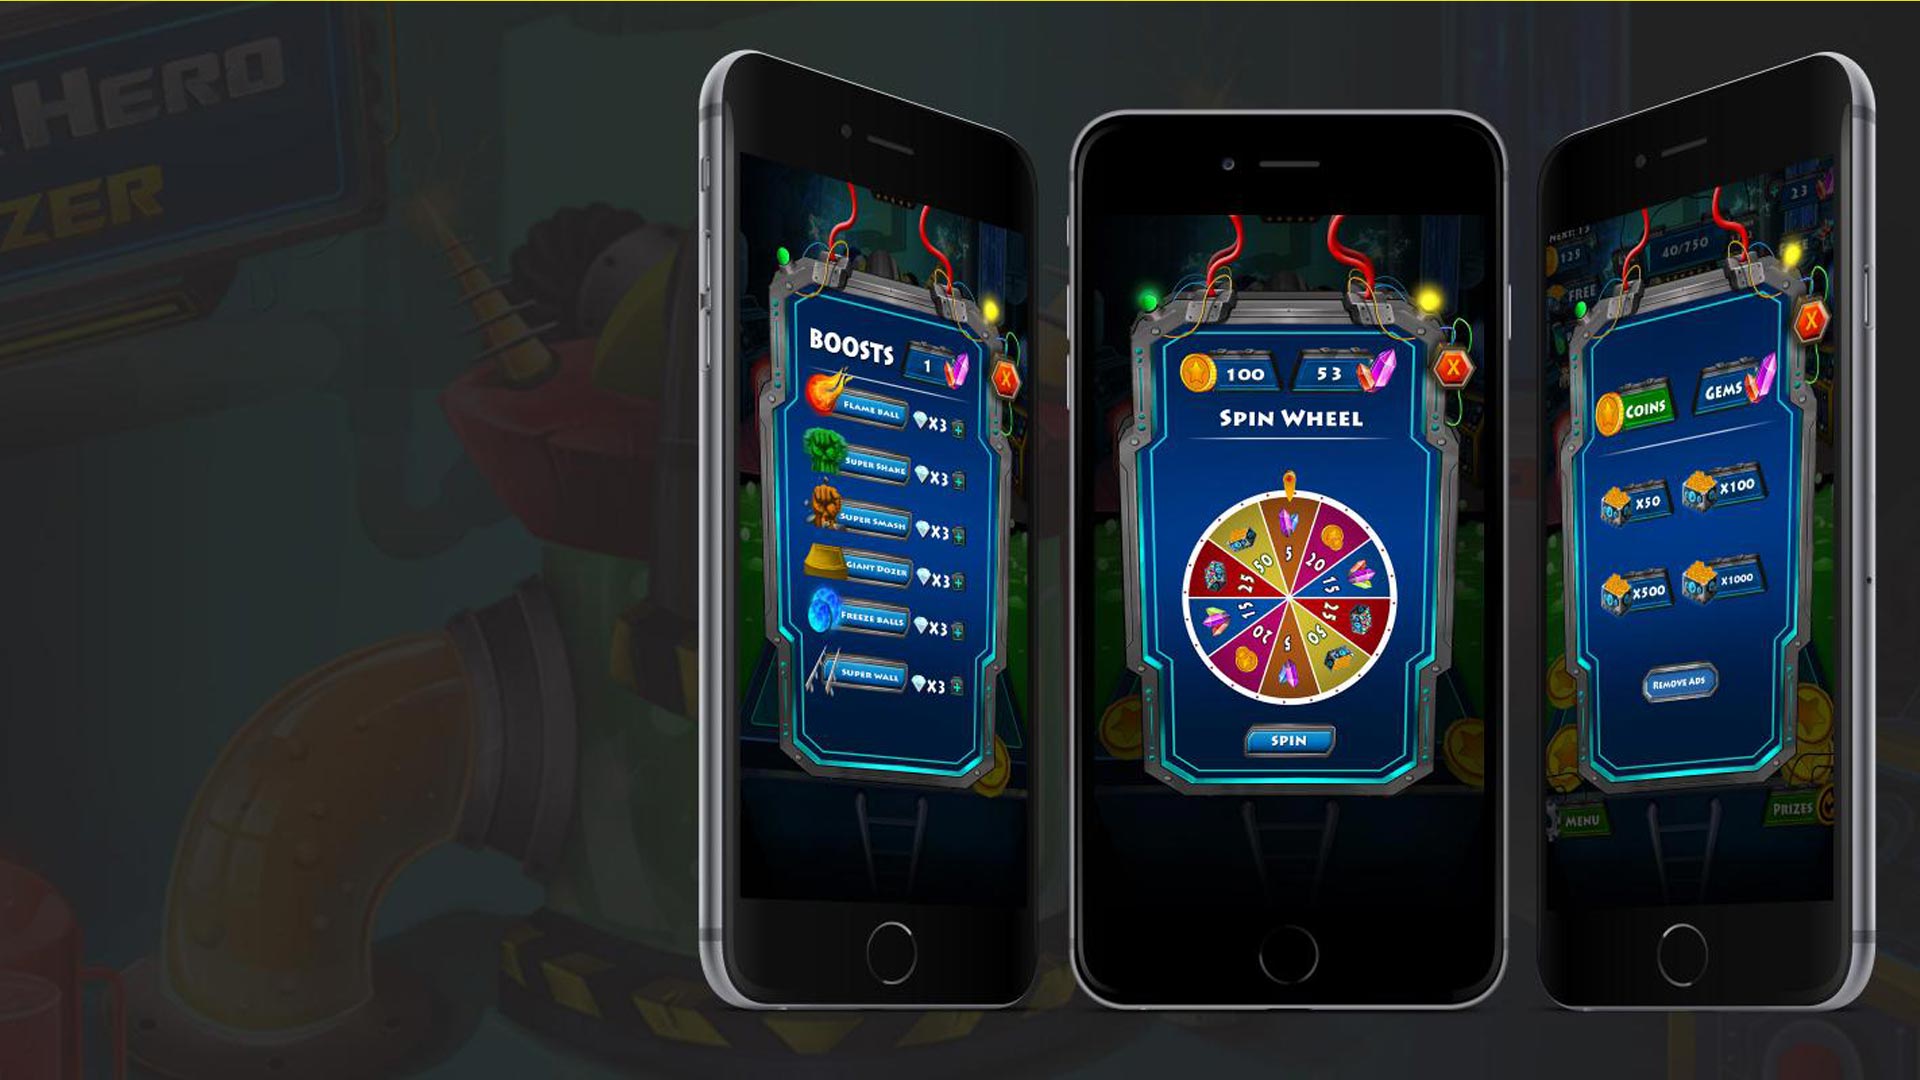 HERO
ZER
BOOSTS
1
FLAME BALL X3
SUPER SHAKE X3
SUPER SMASH X3
GIANT DOZER X3
FREEZE BALLS X3
SUPER WALL X3
100 53
X
SPIN WHEEL
5
20
15
25
50
5
20
15
25
50
SPIN
23
NEXT: 13
125
40/750
FREE
X
COINS
GEMS
X50
X100
X500
X1000
REMOVE ADS
MENU
PRIZES
X